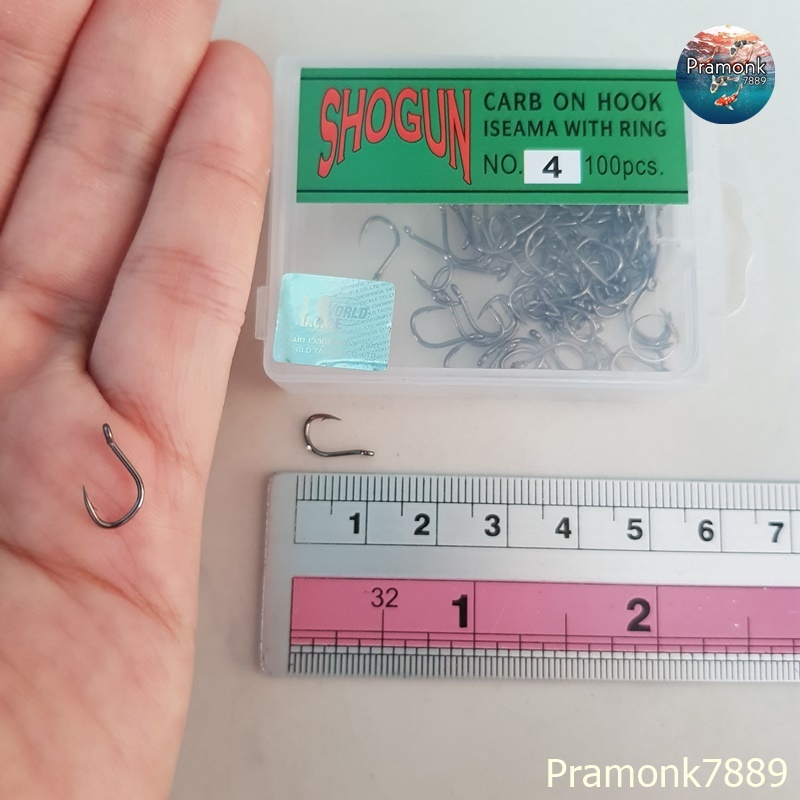 Pramonk
7889
SHOGUN
CARB ON HOOK
ISEAMA WITH RING
NO. 4 100pcs.
1 2 3 4 5 6 7
32 1 2
Pramonk7889